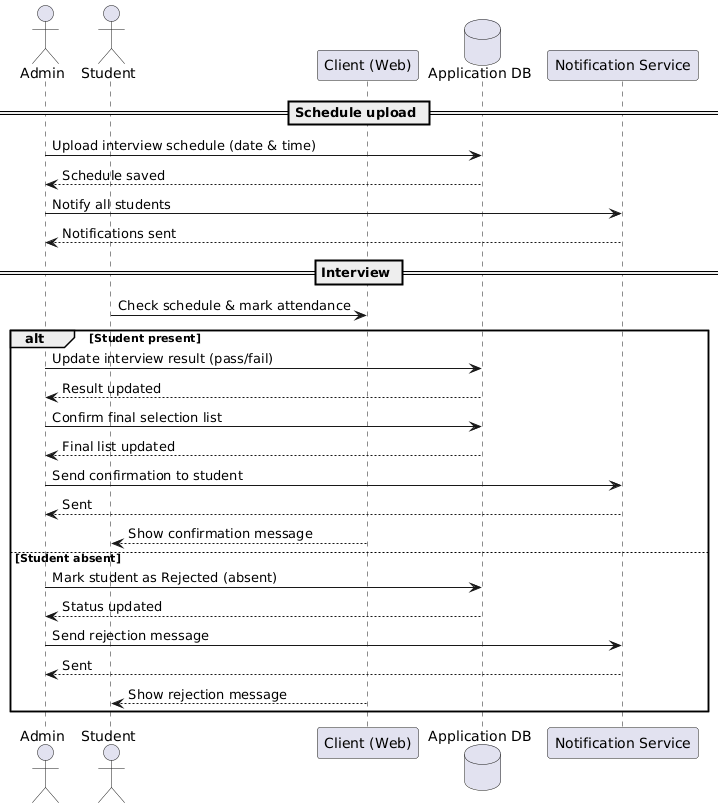 Admin
Student
Client (Web)
Application DB
Notification Service
Schedule upload
Upload interview schedule (date & time)
Schedule saved
Notify all students
Notifications sent
Interview
Check schedule & mark attendance
alt
[Student present]
Update interview result (pass/fail)
Result updated
Confirm final selection list
Final list updated
Send confirmation to student
Sent
Show confirmation message
[Student absent]
Mark student as Rejected (absent)
Status updated
Send rejection message
Sent
Show rejection message
Admin
Student
Client (Web)
Application DB
Notification Service